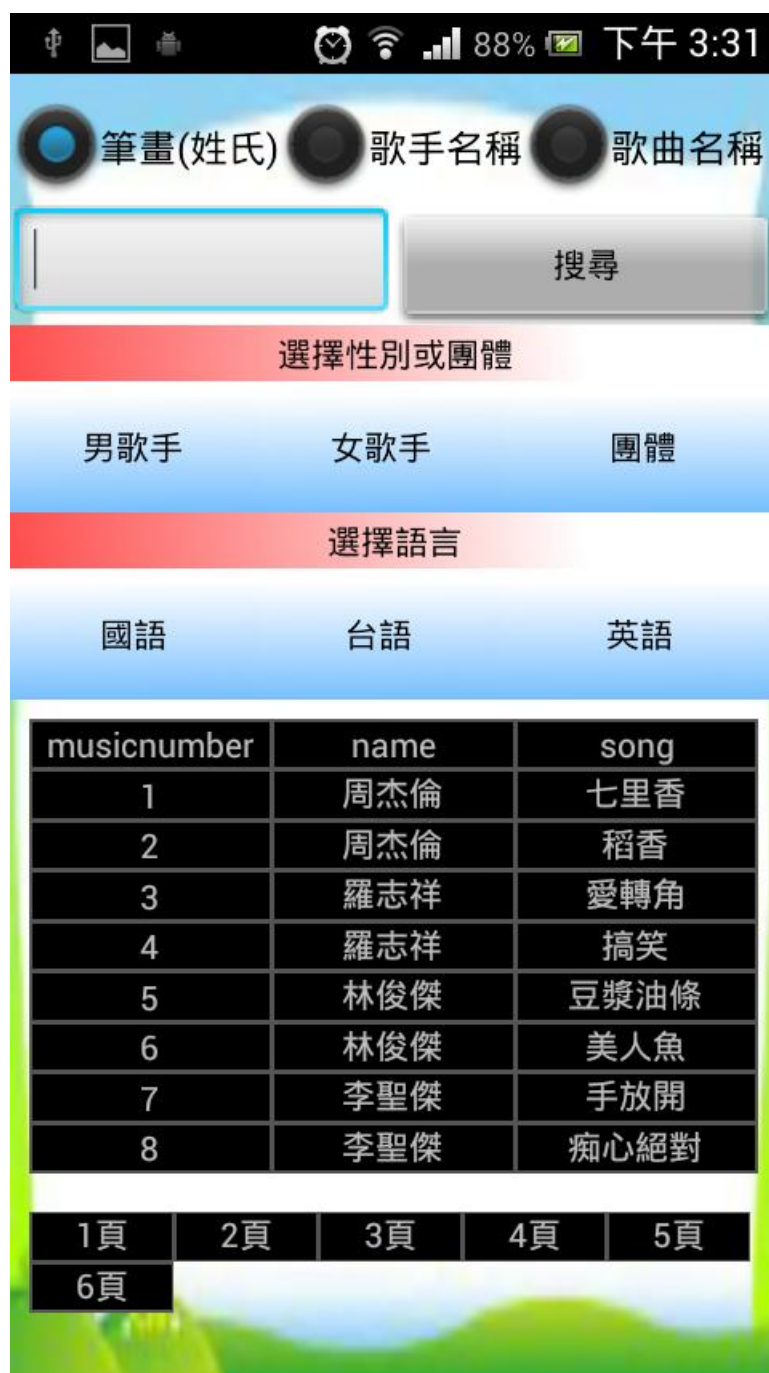 88% 下午 3:31
筆畫(姓氏) 歌手名稱 歌曲名稱
搜尋
選擇性別或團體
男歌手 女歌手 團體
選擇語言
國語 台語 英語
musicnumber name song
1 周杰倫 七里香
2 周杰倫 稻香
3 羅志祥 愛轉角
4 羅志祥 搞笑
5 林俊傑 豆漿油條
6 林俊傑 美人魚
7 李聖傑 手放開
8 李聖傑 痴心絕對
1頁 2頁 3頁 4頁 5頁
6頁